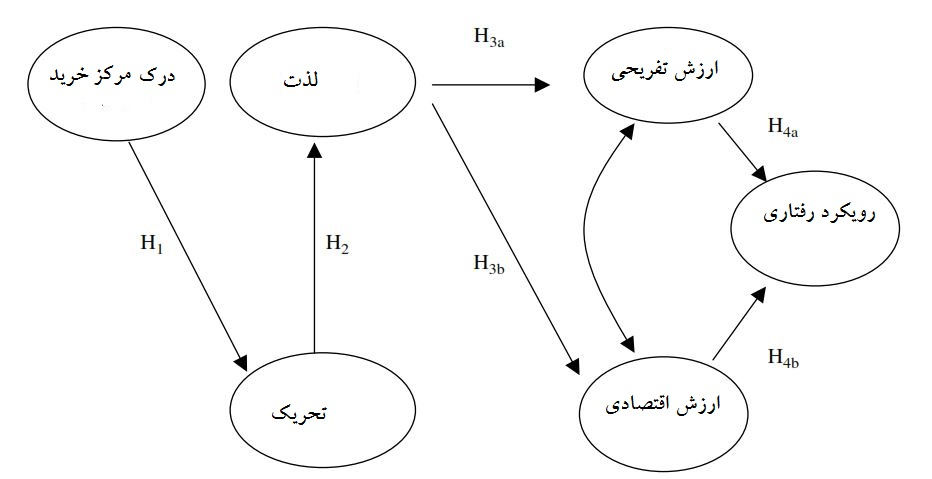 درک مرکز خرید
لذت
H3a
ارزش تفریحی
H4a
رویکرد رفتاری
H1
H2
H3b
H4b
تحریک
ارزش اقتصادی